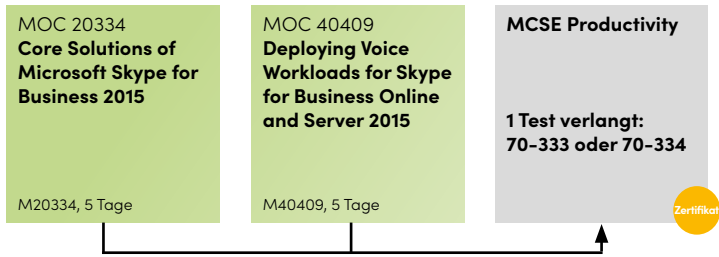 MOC 20334
Core Solutions of
Microsoft Skype for
Business 2015
M20334, 5 Tage
MOC 40409
Deploying Voice
Workloads for Skype
for Business Online
and Server 2015
M40409, 5 Tage
MCSE Productivity
1 Test verlangt:
70-333 oder 70-334
Zertifikat